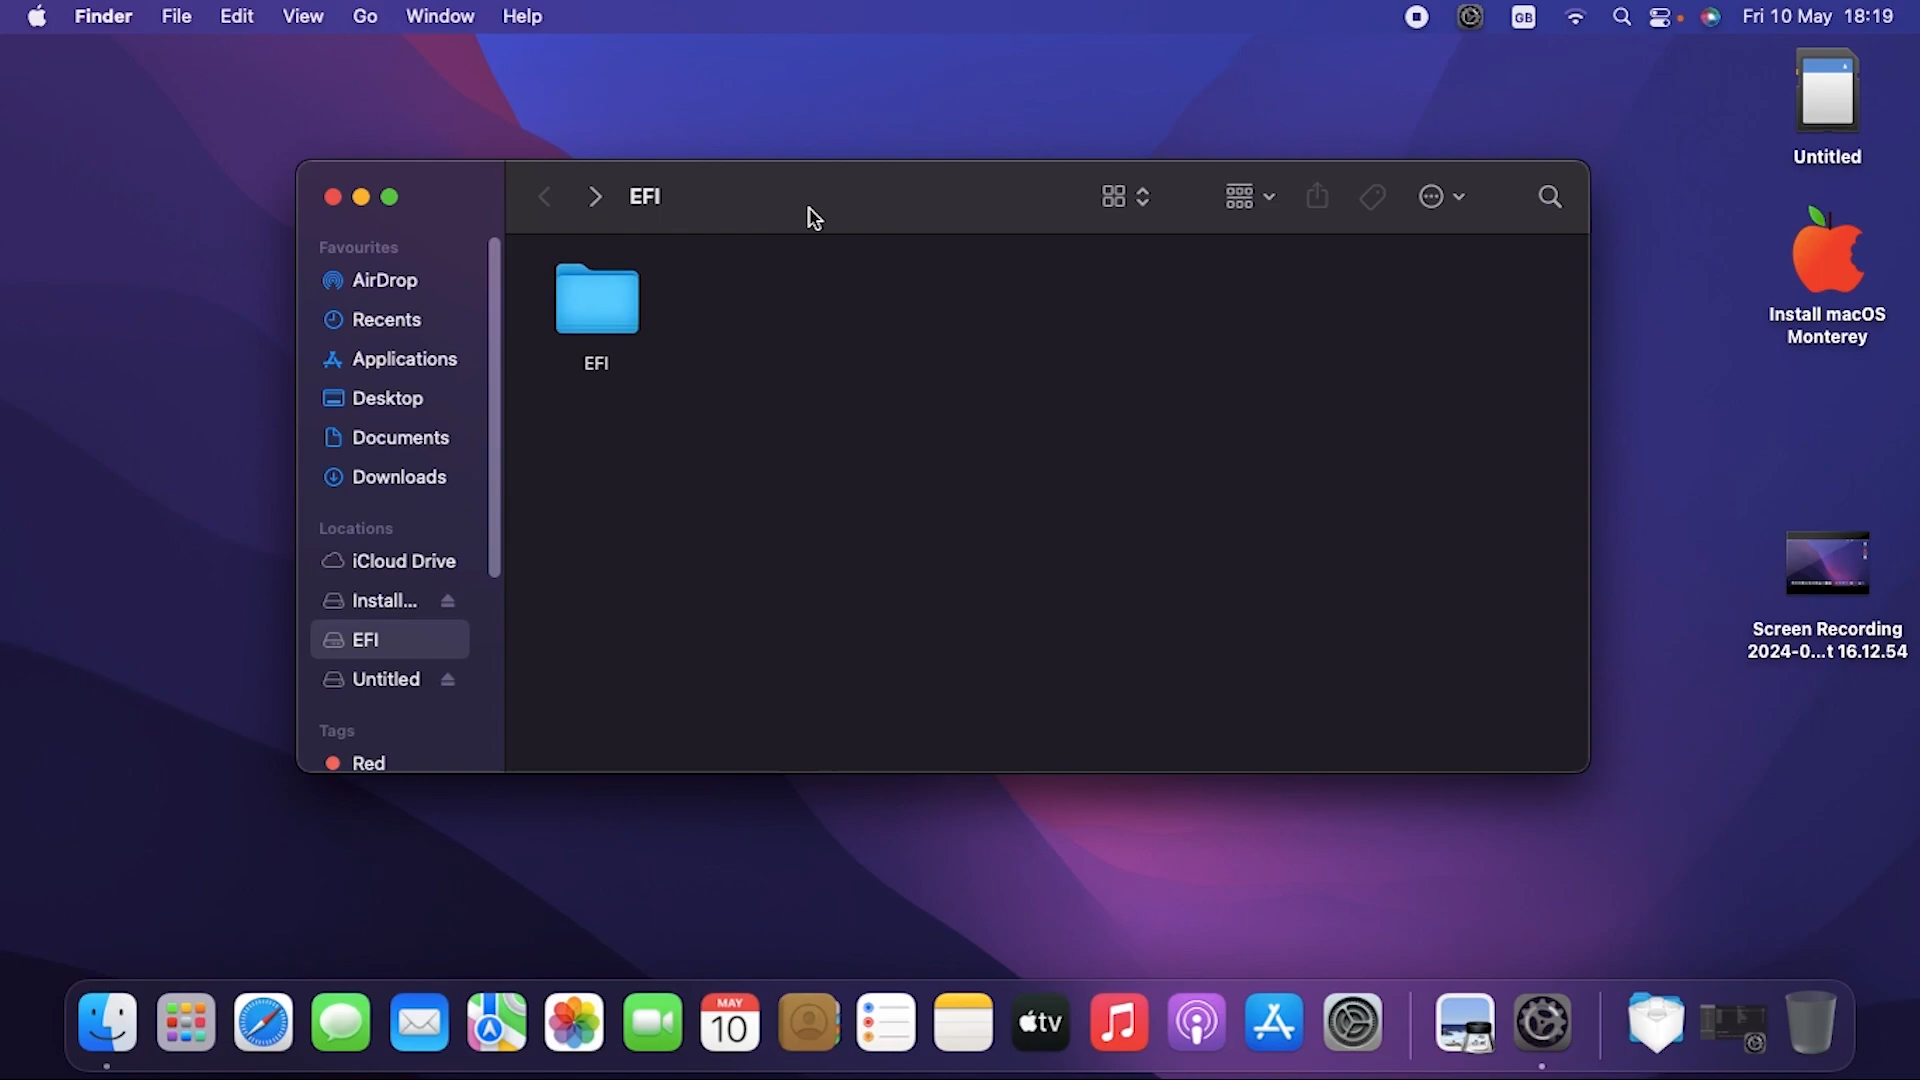 Finder File Edit View Go Window Help
GB
Fri 10 May 18:19
EFI
Favourites
AirDrop
Recents
Applications
Desktop
Documents
Downloads
Locations
iCloud Drive
Install...
EFI
Untitled
Tags
Red
EFI
Untitled
Install macOS
Monterey
Screen Recording
2024-0...t 16.12.54
MAY
10
tv